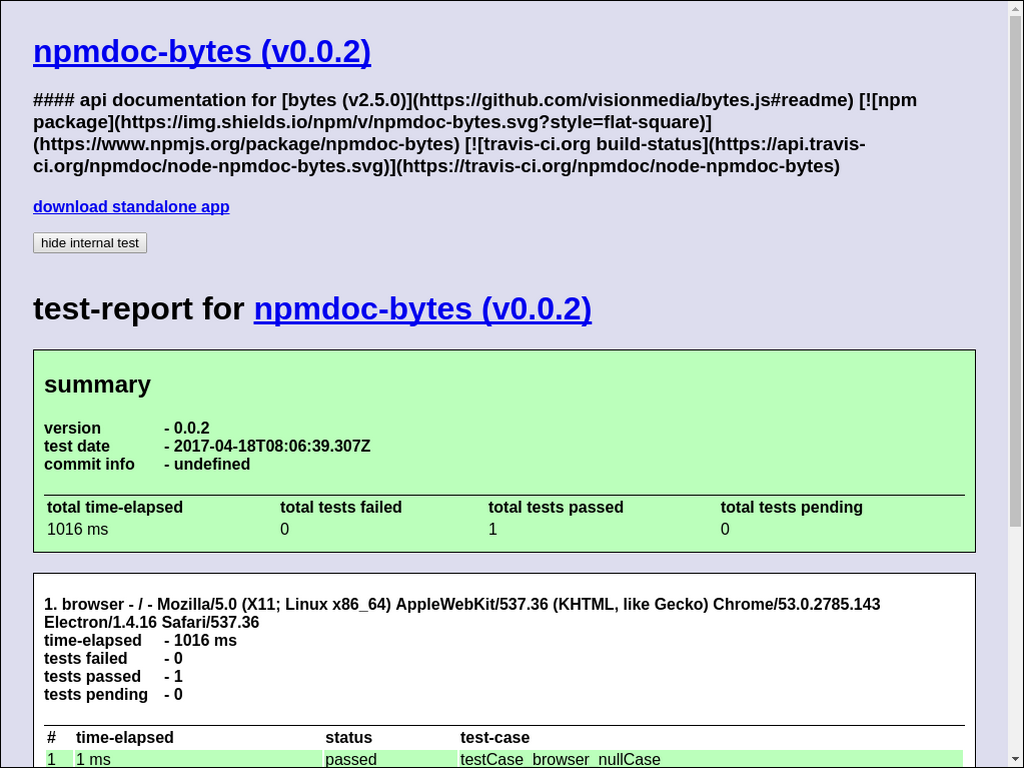 npmdoc-bytes (v0.0.2)
#### api documentation for [bytes (v2.5.0)](https://github.com/visionmedia/bytes.js#readme) [![npm
package](https://img.shields.io/npm/v/npmdoc-bytes.svg?style=flat-square)]
(https://www.npmjs.org/package/npmdoc-bytes) [![travis-ci.org build-status](https://api.travis-
ci.org/npmdoc/node-npmdoc-bytes.svg)](https://travis-ci.org/npmdoc/node-npmdoc-bytes)
download standalone app
hide internal test
test-report for npmdoc-bytes (v0.0.2)
summary
version - 0.0.2
test date - 2017-04-18T08:06:39.307Z
commit info - undefined
total time-elapsed total tests failed total tests passed total tests pending
1016 ms 0 1 0
1. browser - / - Mozilla/5.0 (X11; Linux x86_64) AppleWebKit/537.36 (KHTML, like Gecko) Chrome/53.0.2785.143
Electron/1.4.16 Safari/537.36
time-elapsed - 1016 ms
tests failed - 0
tests passed - 1
tests pending - 0
# time-elapsed status test-case
1 1 ms passed testCase_browser_nullCase